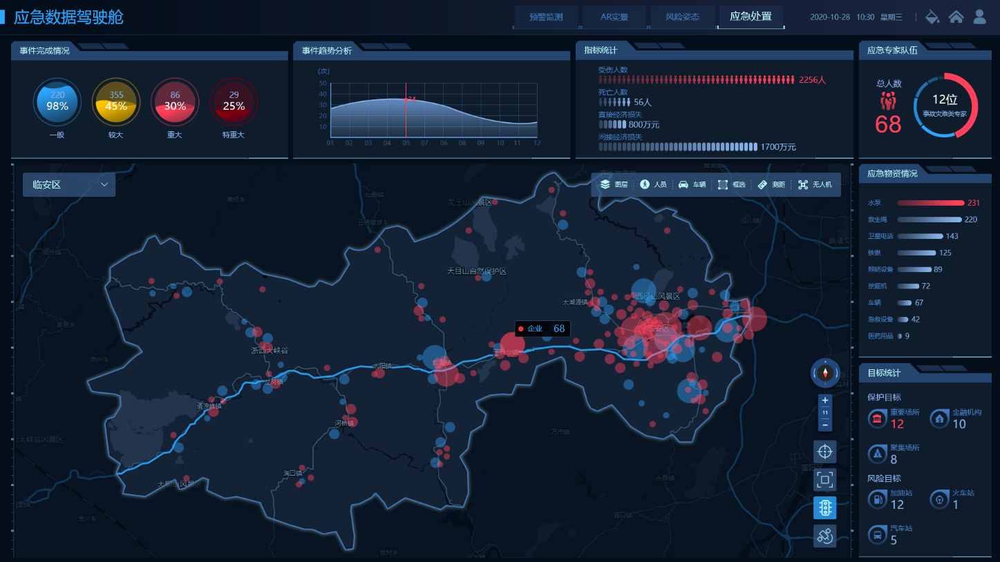 应急数据驾驶舱
预警监测
AR实景
风险姿态
应急处置
2020-10-28 10:30 星期三
事件完成情况
220
98%
一般
355
45%
较大
86
30%
重大
29
25%
特重大
事件趋势分析
(次)
50
40
30
20
10
34
01 02 03 04 05 07 06 08 09 10 11 12
指标统计
受伤人数
2256人
死亡人数
56人
直接经济损失
800万元
间接经济损失
1700万元
应急专家队伍
总人数
68
12位
事故灾难类专家
临安区
图层
人员
车辆
框选
测距
无人机
龙王山风景区
天目山自然保护区
西径山风景区
太湖源镇
临安区
企业 68
浙西大峡谷
龙岗镇
清凉峰镇
河桥镇
湍口镇
大明山风景区
万市镇
径山镇
11
应急物资情况
水泵 231
救生绳 220
卫星电话 143
铁锹 125
照明设备 89
挖掘机 72
车辆 67
急救设备 42
医药用品 9
目标统计
保护目标
重要场所
12
金融机构
10
聚集场所
8
风险目标
加油站
12
火车站
1
汽车站
5